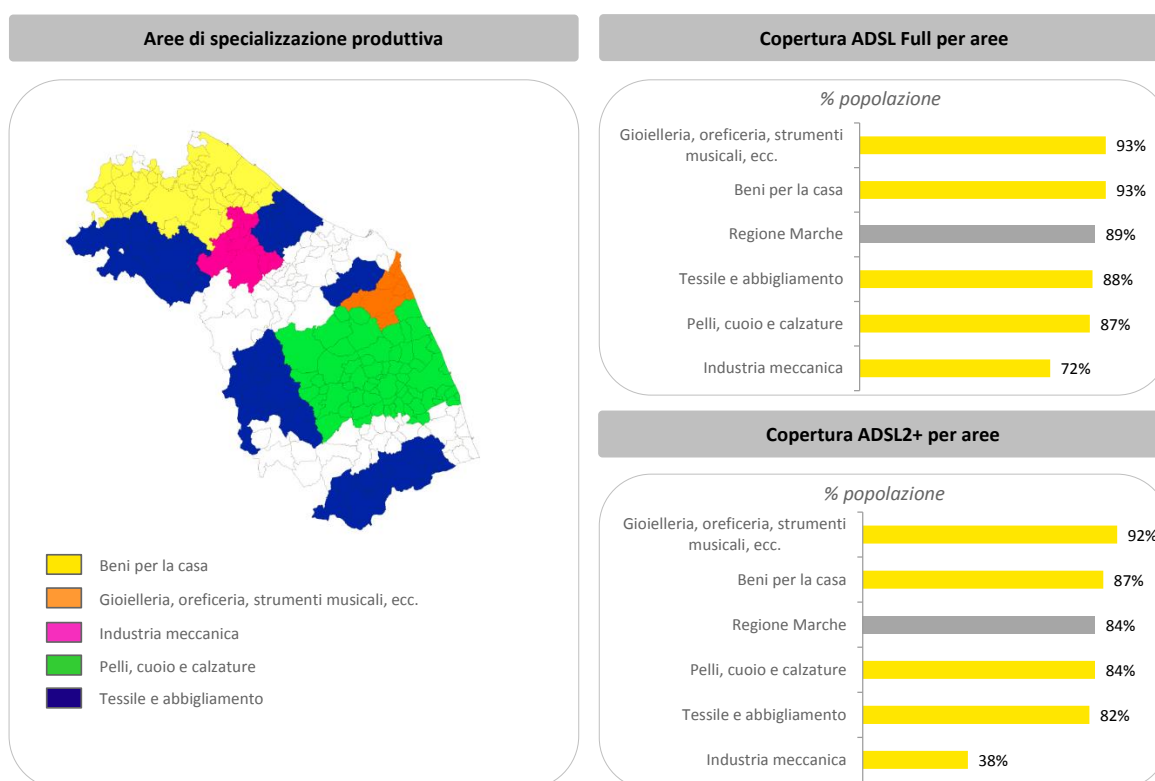 Aree di specializzazione produttiva
Beni per la casa
Gioielleria, oreficeria, strumenti musicali, ecc.
Industria meccanica
Pelli, cuoio e calzature
Tessile e abbigliamento
Copertura ADSL Full per aree
% popolazione
Gioielleria, oreficeria, strumenti
musicali, ecc.
93%
Beni per la casa
93%
Regione Marche
89%
Tessile e abbigliamento
88%
Pelli, cuoio e calzature
87%
Industria meccanica
72%
Copertura ADSL2+ per aree
% popolazione
Gioielleria, oreficeria, strumenti
musicali, ecc.
92%
Beni per la casa
87%
Regione Marche
84%
Pelli, cuoio e calzature
84%
Tessile e abbigliamento
82%
Industria meccanica
38%